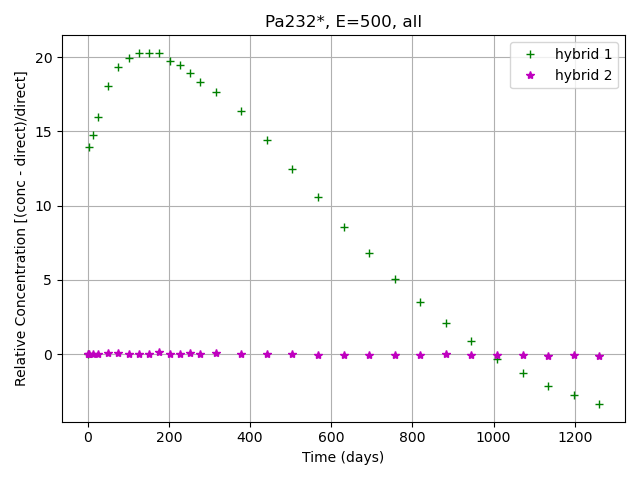 Pa232*, E=500, all
hybrid 1
hybrid 2
Relative Concentration [(conc - direct)/direct]
20
15
10
5
0
0 200 400 600 800 1000 1200
Time (days)